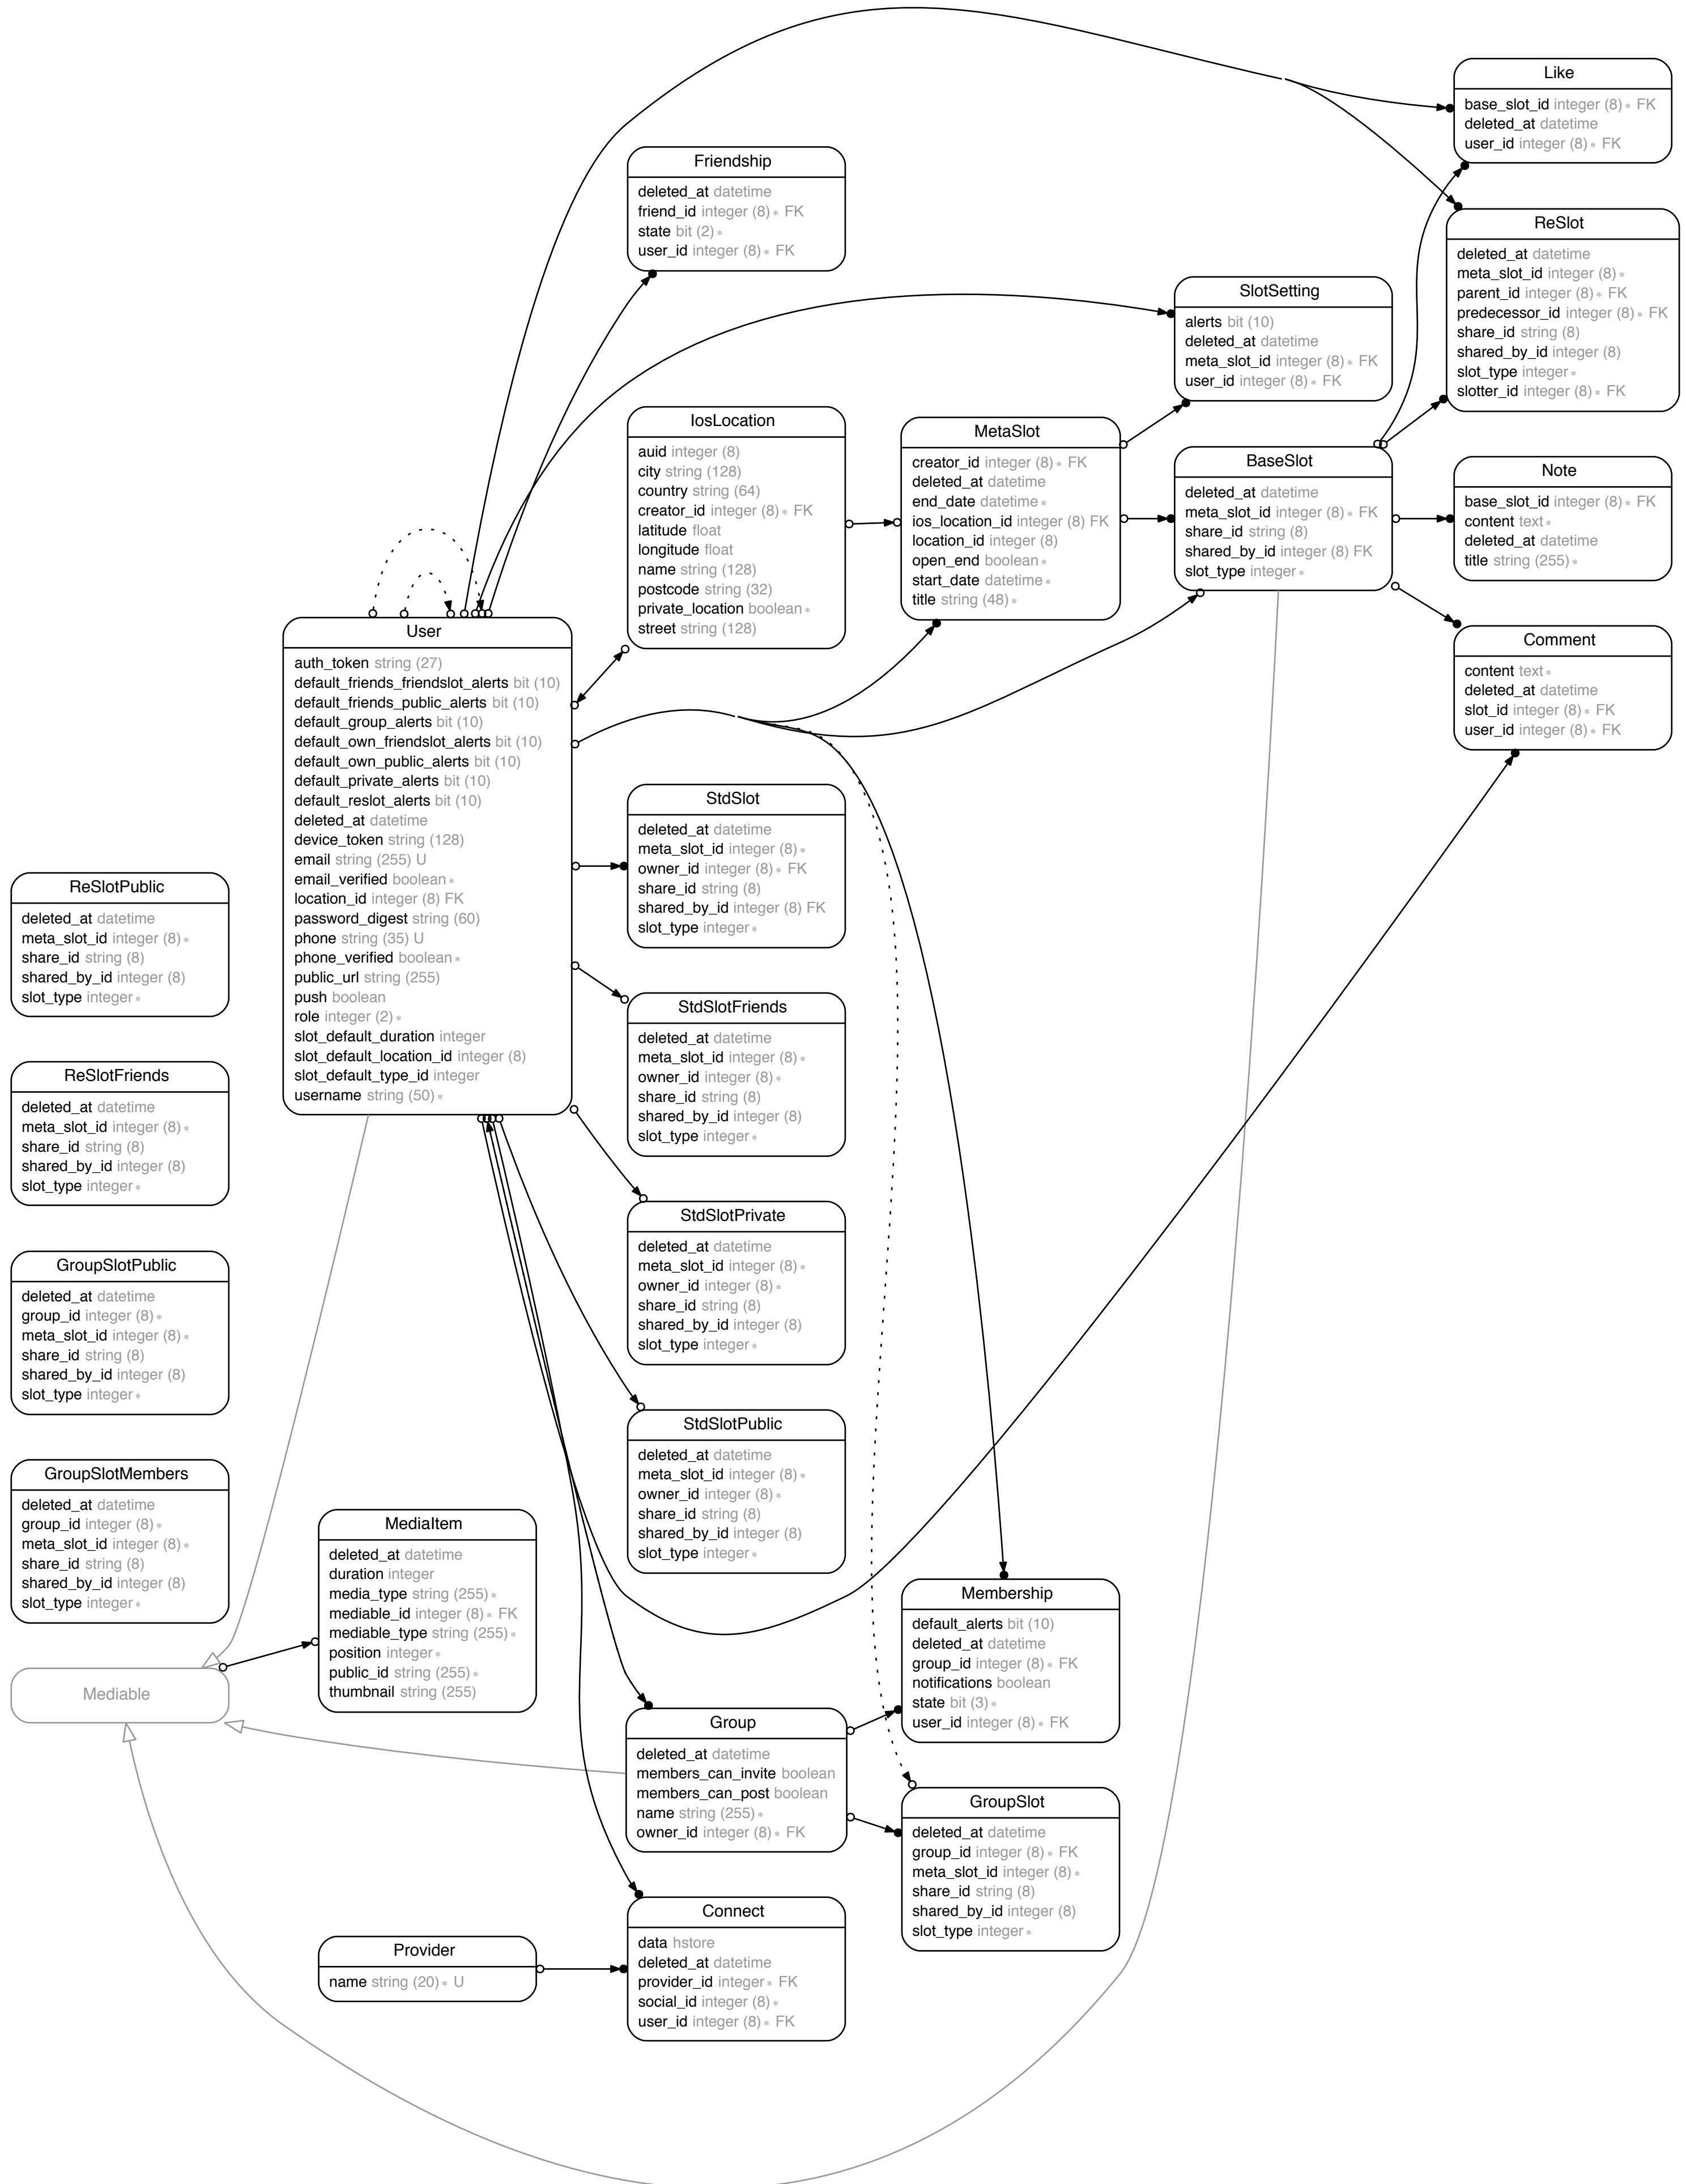 Like
base_slot_id integer (8) ∗ FK
deleted_at datetime
user_id integer (8) ∗ FK
Friendship
deleted_at datetime
friend_id integer (8) ∗ FK
state bit (2) ∗
user_id integer (8) ∗ FK
ReSlot
deleted_at datetime
meta_slot_id integer (8) ∗
parent_id integer (8) ∗ FK
predecessor_id integer (8) ∗ FK
share_id string (8)
shared_by_id integer (8)
slot_type integer ∗
slotter_id integer (8) ∗ FK
SlotSetting
alerts bit (10)
deleted_at datetime
meta_slot_id integer (8) ∗ FK
user_id integer (8) ∗ FK
IosLocation
auid integer (8)
city string (128)
country string (64)
creator_id integer (8) ∗ FK
latitude float
longitude float
name string (128)
postcode string (32)
private_location boolean ∗
street string (128)
MetaSlot
creator_id integer (8) ∗ FK
deleted_at datetime
end_date datetime ∗
ios_location_id integer (8) FK
location_id integer (8)
open_end boolean ∗
start_date datetime ∗
title string (48) ∗
BaseSlot
deleted_at datetime
meta_slot_id integer (8) ∗ FK
share_id string (8)
shared_by_id integer (8) FK
slot_type integer ∗
Note
base_slot_id integer (8) ∗ FK
content text ∗
deleted_at datetime
title string (255) ∗
Comment
content text ∗
deleted_at datetime
slot_id integer (8) ∗ FK
user_id integer (8) ∗ FK
User
auth_token string (27)
default_friends_friendslot_alerts bit (10)
default_friends_public_alerts bit (10)
default_group_alerts bit (10)
default_own_friendslot_alerts bit (10)
default_own_public_alerts bit (10)
default_private_alerts bit (10)
default_reslot_alerts bit (10)
deleted_at datetime
device_token string (128)
email string (255) U
email_verified boolean ∗
location_id integer (8) FK
password_digest string (60)
phone string (35) U
phone_verified boolean ∗
public_url string (255)
push boolean
role integer (2) ∗
slot_default_duration integer
slot_default_location_id integer (8)
slot_default_type_id integer
username string (50) ∗
StdSlot
deleted_at datetime
meta_slot_id integer (8) ∗
owner_id integer (8) ∗ FK
share_id string (8)
shared_by_id integer (8) FK
slot_type integer ∗
ReSlotPublic
deleted_at datetime
meta_slot_id integer (8) ∗
share_id string (8)
shared_by_id integer (8)
slot_type integer ∗
StdSlotFriends
deleted_at datetime
meta_slot_id integer (8) ∗
owner_id integer (8) ∗
share_id string (8)
shared_by_id integer (8)
slot_type integer ∗
ReSlotFriends
deleted_at datetime
meta_slot_id integer (8) ∗
share_id string (8)
shared_by_id integer (8)
slot_type integer ∗
StdSlotPrivate
deleted_at datetime
meta_slot_id integer (8) ∗
owner_id integer (8) ∗
share_id string (8)
shared_by_id integer (8)
slot_type integer ∗
GroupSlotPublic
deleted_at datetime
group_id integer (8) ∗
meta_slot_id integer (8) ∗
share_id string (8)
shared_by_id integer (8)
slot_type integer ∗
StdSlotPublic
deleted_at datetime
meta_slot_id integer (8) ∗
owner_id integer (8) ∗
share_id string (8)
shared_by_id integer (8)
slot_type integer ∗
GroupSlotMembers
deleted_at datetime
group_id integer (8) ∗
meta_slot_id integer (8) ∗
share_id string (8)
shared_by_id integer (8)
slot_type integer ∗
MediaItem
deleted_at datetime
duration integer
media_type string (255) ∗
mediable_id integer (8) ∗ FK
mediable_type string (255) ∗
position integer ∗
public_id string (255) ∗
thumbnail string (255)
Mediable
Membership
default_alerts bit (10)
deleted_at datetime
group_id integer (8) ∗ FK
notifications boolean
state bit (3) ∗
user_id integer (8) ∗ FK
Group
deleted_at datetime
members_can_invite boolean
members_can_post boolean
name string (255) ∗
owner_id integer (8) ∗ FK
GroupSlot
deleted_at datetime
group_id integer (8) ∗ FK
meta_slot_id integer (8) ∗
share_id string (8)
shared_by_id integer (8)
slot_type integer ∗
Connect
data hstore
deleted_at datetime
provider_id integer ∗ FK
social_id integer (8) ∗
user_id integer (8) ∗ FK
Provider
name string (20) ∗ U